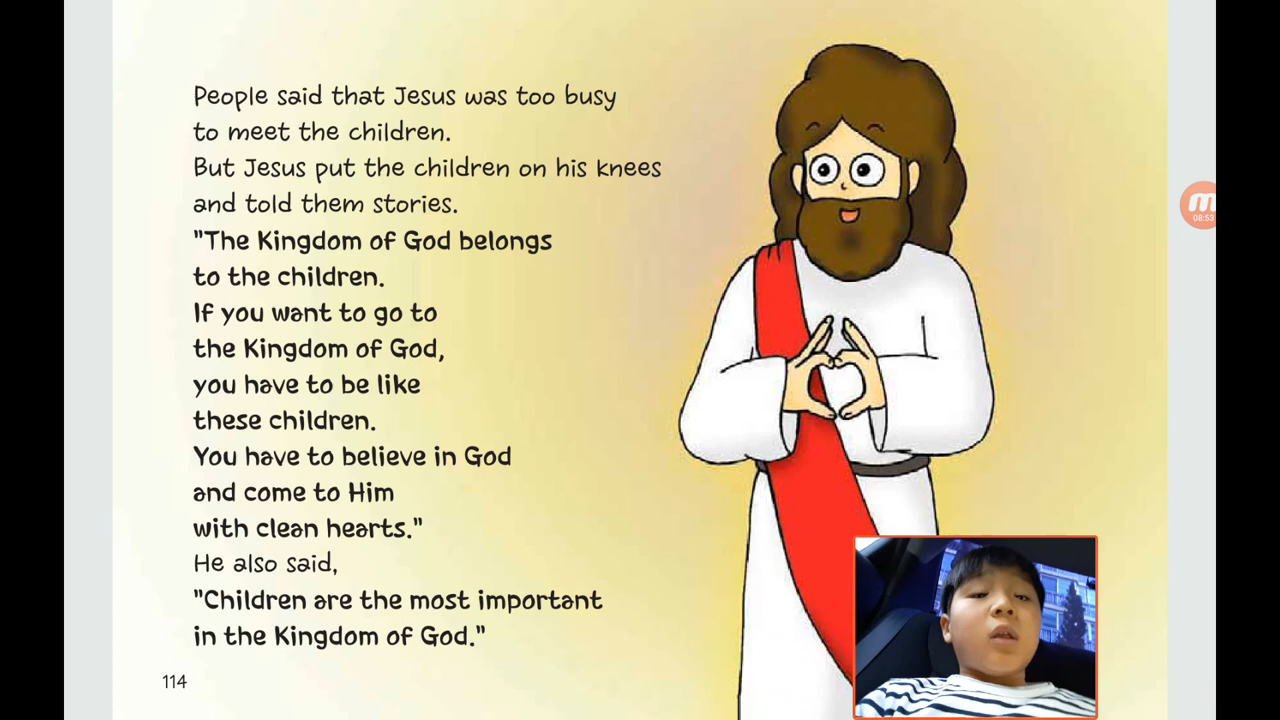 People said that Jesus was too busy
to meet the children.
But Jesus put the children on his knees
and told them stories.
"The Kingdom of God belongs
to the children.
If you want to go to
the Kingdom of God,
you have to be like
these children.
You have to believe in God
and come to Him
with clean hearts."
He also said,
"Children are the most important
in the Kingdom of God."
114
M
08:53